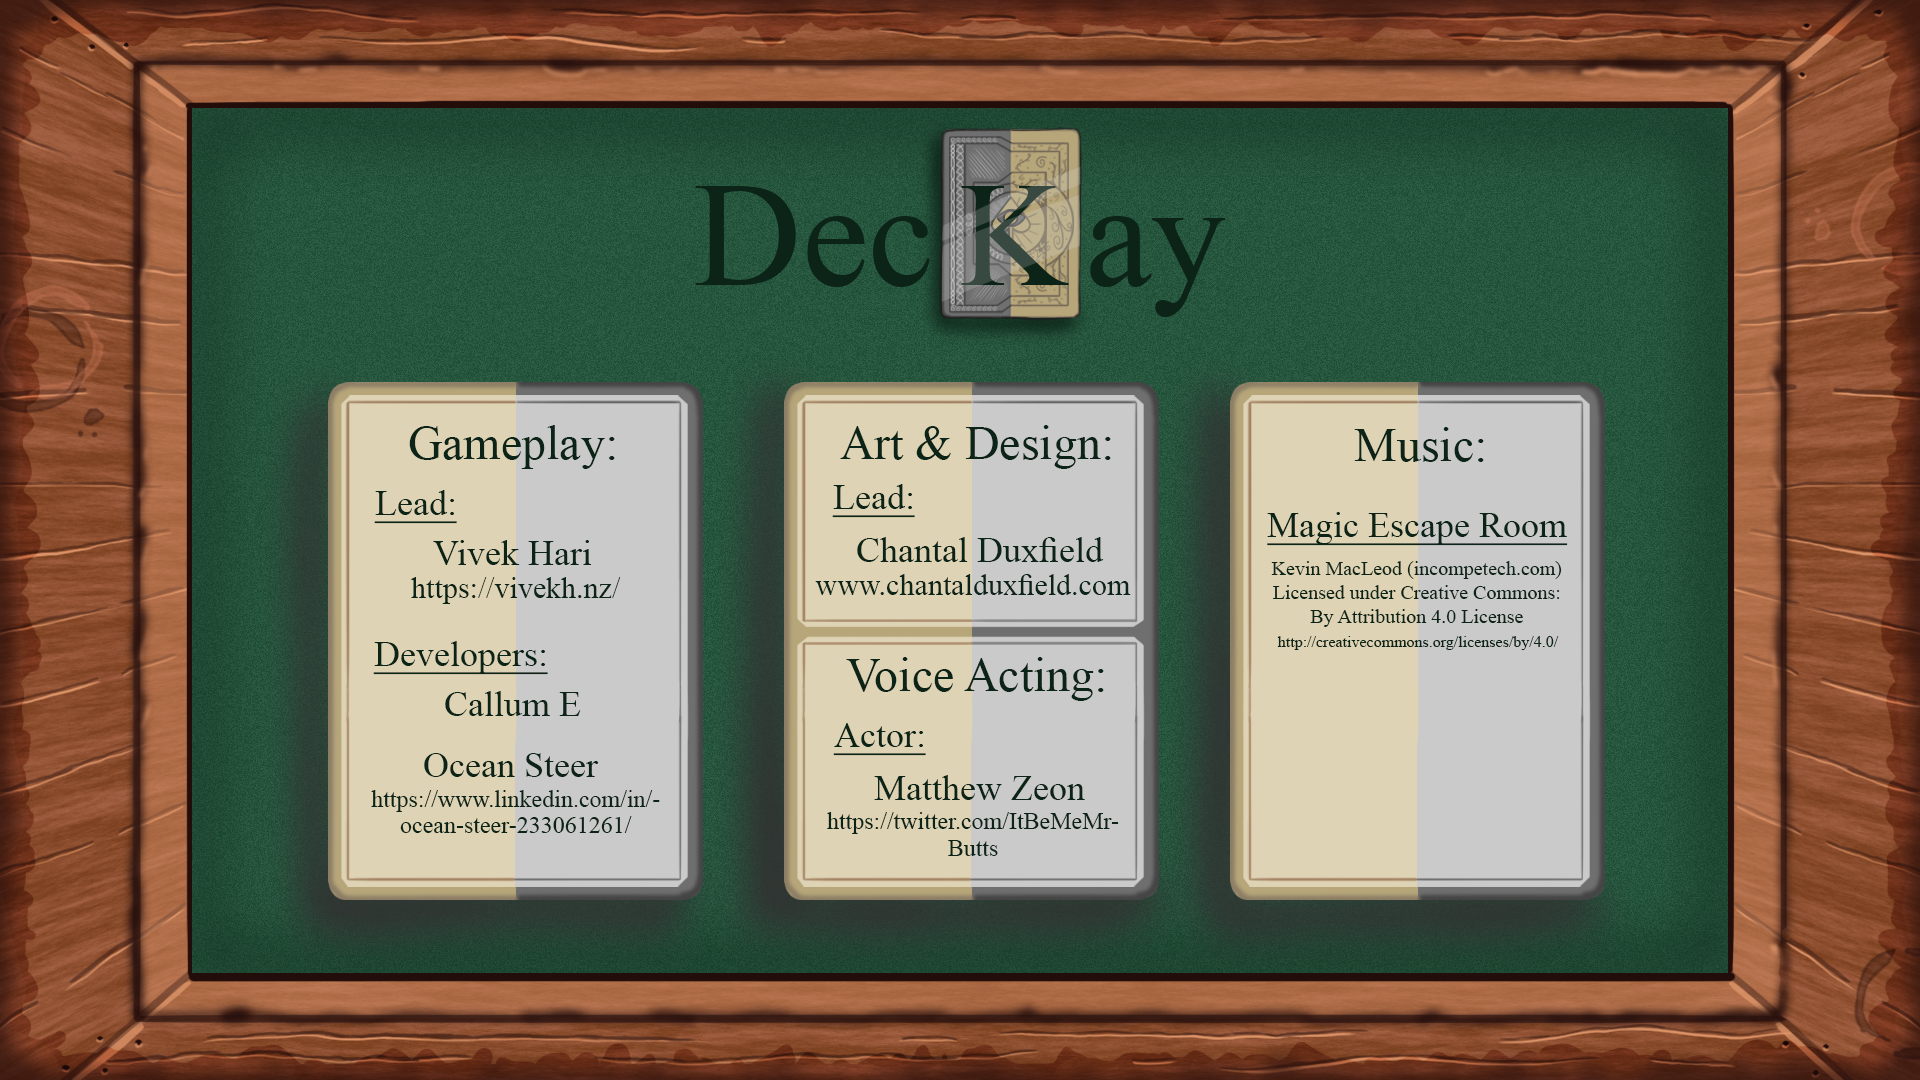 DecKay
Gameplay:
Lead:
Vivek Hari
https://vivekh.nz/
Developers:
Callum E
Ocean Steer
https://www.linkedin.com/in/-
ocean-steer-233061261/
Art & Design:
Lead:
Chantal Duxfield
www.chantalduxfield.com
Voice Acting:
Actor:
Matthew Zeon
https://twitter.com/ItBeMeMr-
Butts
Music:
Magic Escape Room
Kevin MacLeod (incompetech.com)
Licensed under Creative Commons:
By Attribution 4.0 License
http://creativecommons.org/licenses/by/4.0/